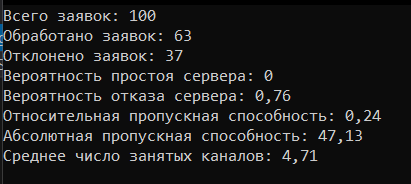 Всего заявок: 100
Обработано заявок: 63
Отклонено заявок: 37
Вероятность простоя сервера: 0
Вероятность отказа сервера: 0,76
Относительная пропускная способность: 0,24
Абсолютная пропускная способность: 47,13
Среднее число занятых каналов: 4,71